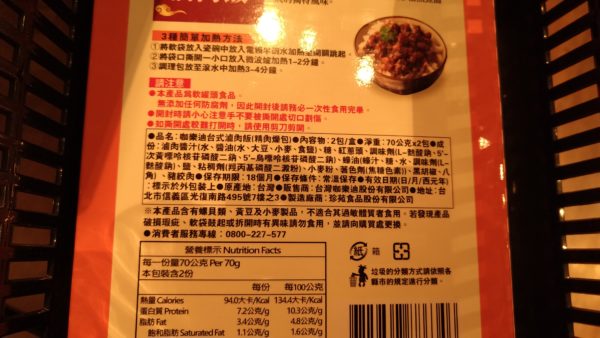 3種簡單加熱方法
①將軟袋放入瓷碗中放入電鍋半調水加熱至開關跳起。
②將袋口撕開一小口放入微波爐加熱1~2分鐘。
③調理包放至滾水中加熱3~4分鐘。
請注意
●本產品為軟罐頭食品。
無添加任何防腐劑，因此開封後請務必一次性食用完畢。
●開封時請小心注意手不要被撕開處切口劃傷。
●如撕開處較難打開時，請使用剪刀剪開。
●品名：咖樂迪台式滷肉飯(精肉燥包)●內容物：2包/盒●淨重：70公克x2包●
成份：滷肉醬汁(水、醬油(水、大豆、小麥、食鹽)、糖、紅蔥頭、調味劑(L-麩酸鈉、5'-
次黃嘌呤核苷磷酸二鈉、5'-鳥嘌呤核苷磷酸二鈉)、蠔油(蠔汁、糖、水、調味劑(L-
麩酸鈉)、鹽、粘稠劑(羥丙基磷酸二澱粉)、小麥澱粉)、著色劑(焦糖色素))、黑胡椒、八
角)、豬胶肉●保存期限：18個月●保存條件：常溫保存●有效日期(日/月/西元年)
：標示於外包裝上●原產地：台灣●販售商：台灣咖樂迪股份有限公司●地址：台
北市信義區光復南路495號7樓之3●製造廠商：珍苑食品股份有限公司
※本產品含有螺貝類、黃豆及小麥製品，不適合其過敏體質者食用。若發現產品
破損瑕疵、軟袋鼓起或拆開時有異味請勿食用，並請向購買處更換。
●消費者服務專線：0800-227-577
營養標示 Nutrition Facts
每一份量70公克 Per 70g
本包裝含2份
每份 每100公克
熱量 Calories 94.0大卡/Kcal 134.4大卡/Kcal
蛋白質 Protein 7.2公克/g 10.3公克/g
脂肪 Fat 3.4公克/g 4.8公克/g
飽和脂肪 Saturated Fat 1.1公克/g 1.6公克/g
紙 箱
垃圾的分類方式請依照各
縣市的規定進行分類。